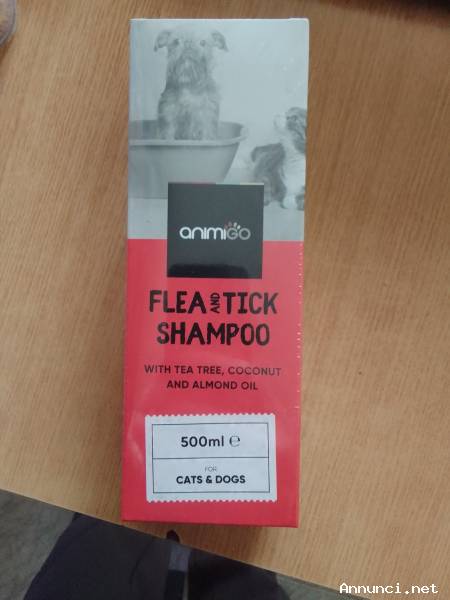 animigo
FLEA AND TICK
SHAMPOO
WITH TEA TREE, COCONUT
AND ALMOND OIL
500ml ℮
FOR
CATS & DOGS
Annunci.net